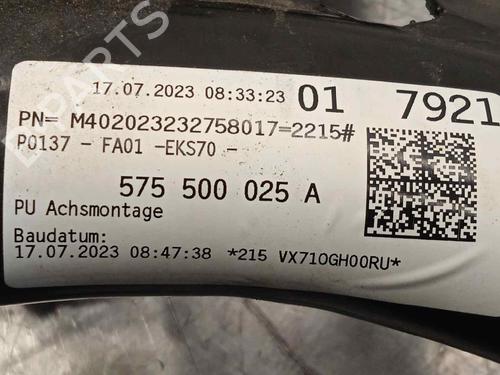 17.07.2023 08:33:23 01 7921
PN= M402023232758017=2215#
P0137 - FA01 -EKS70 -
575 500 025 A
PU Achsmontage
Baudatum:
17.07.2023 08:47:38 *215 VX710GH00RU*